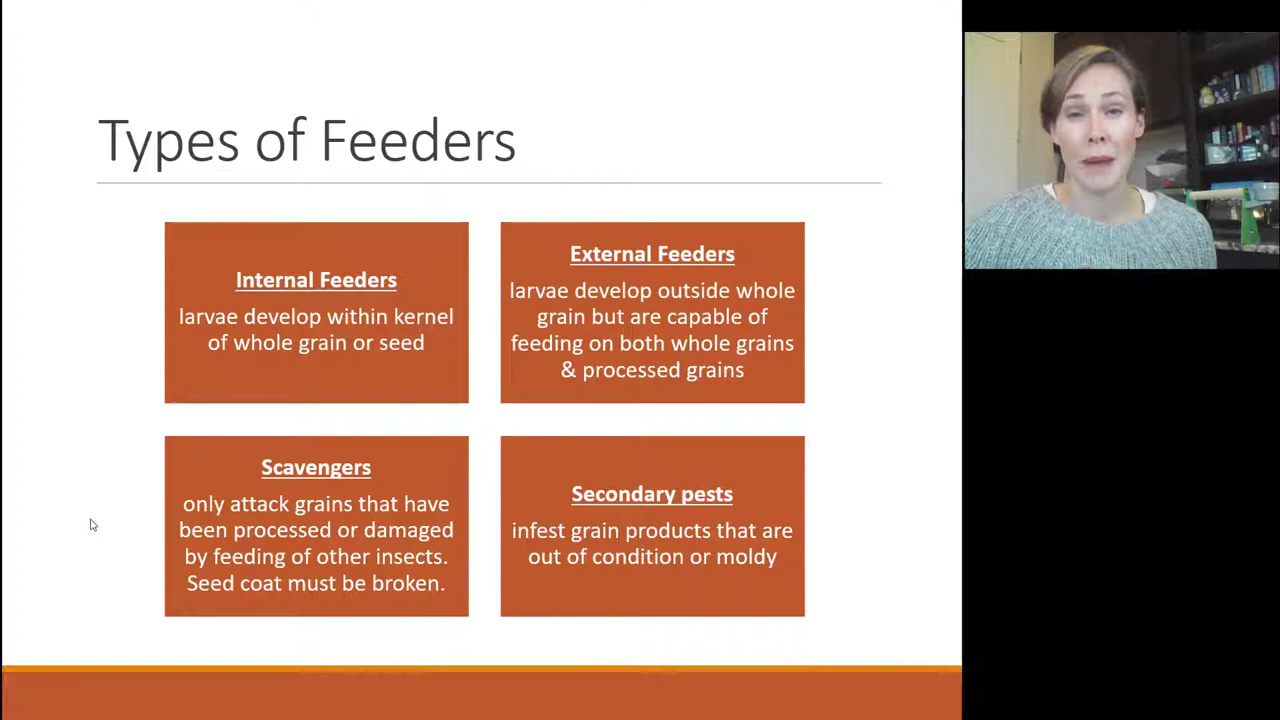 Types of Feeders
Internal Feeders
larvae develop within kernel
of whole grain or seed
External Feeders
larvae develop outside whole
grain but are capable of
feeding on both whole grains
& processed grains
Scavengers
only attack grains that have
been processed or damaged
by feeding of other insects.
Seed coat must be broken.
Secondary pests
infest grain products that are
out of condition or moldy